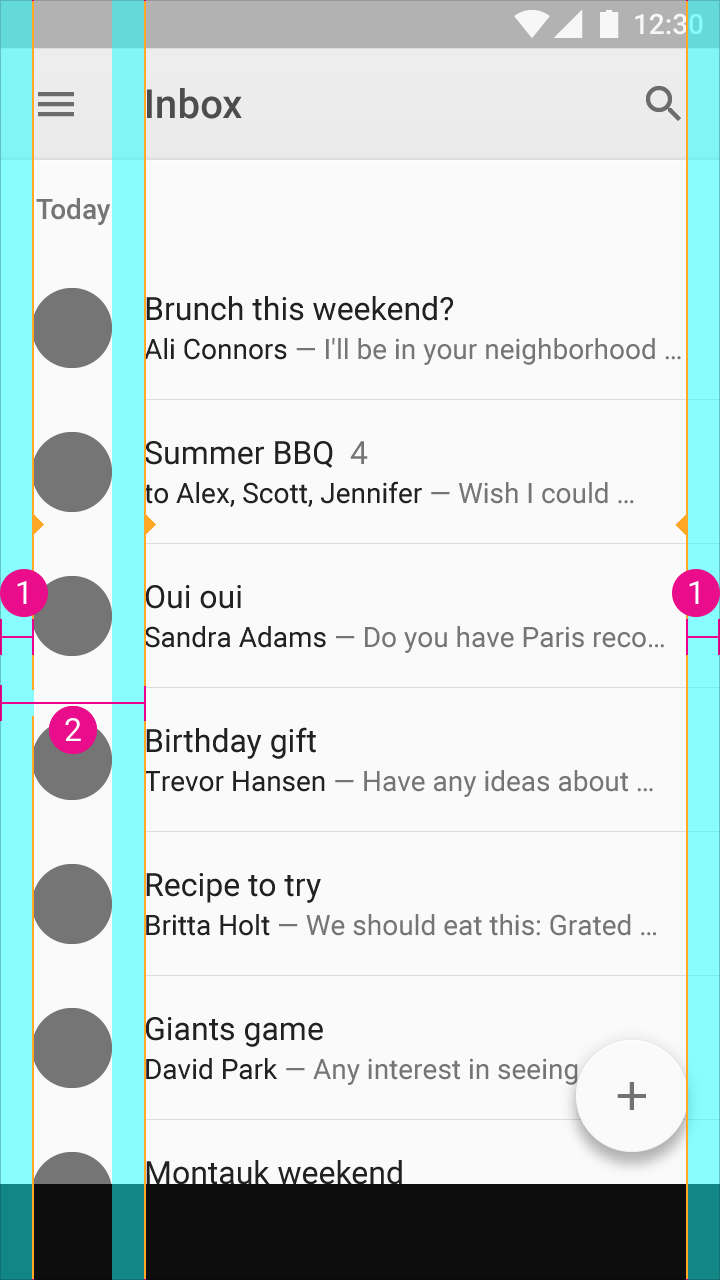 12:30
Inbox
Today
Brunch this weekend?
Ali Connors — I'll be in your neighborhood ...
Summer BBQ 4
to Alex, Scott, Jennifer — Wish I could ...
1
1
Oui oui
Sandra Adams — Do you have Paris reco...
2
Birthday gift
Trevor Hansen — Have any ideas about ...
Recipe to try
Britta Holt — We should eat this: Grated ...
Giants game
David Park — Any interest in seeing
+
Montauk weekend